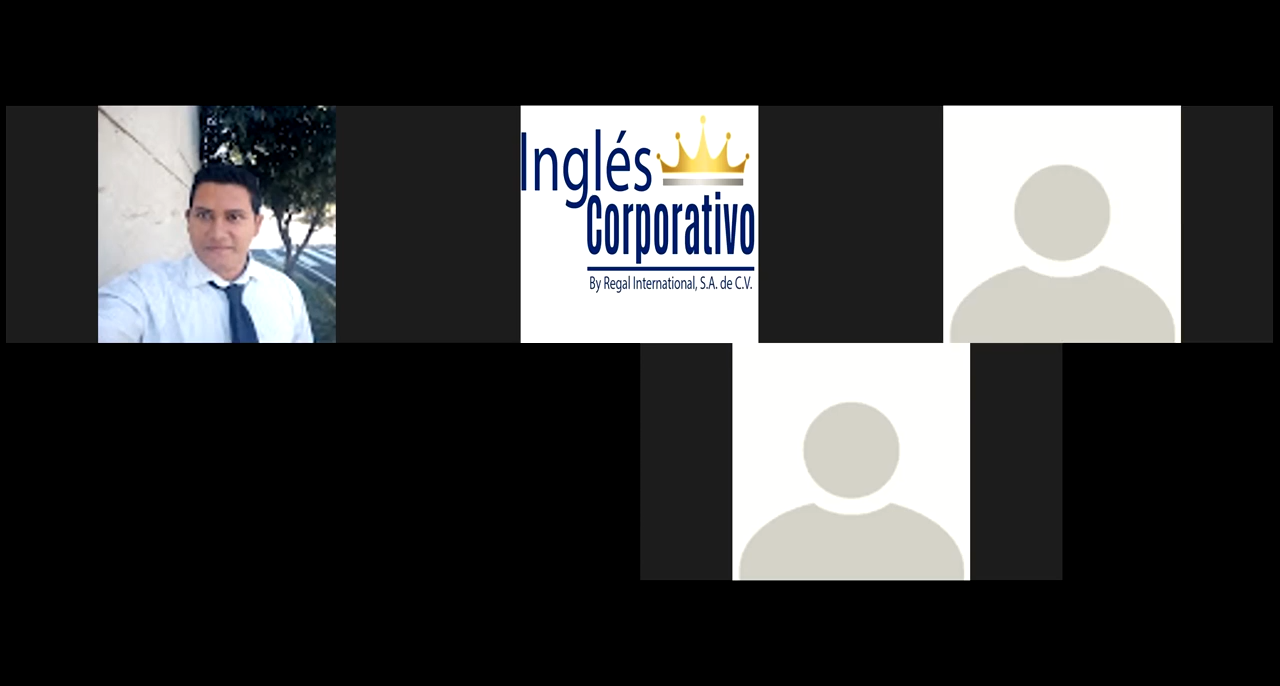 Inglés
Corporativo
By Regal International, S.A. de C.V.